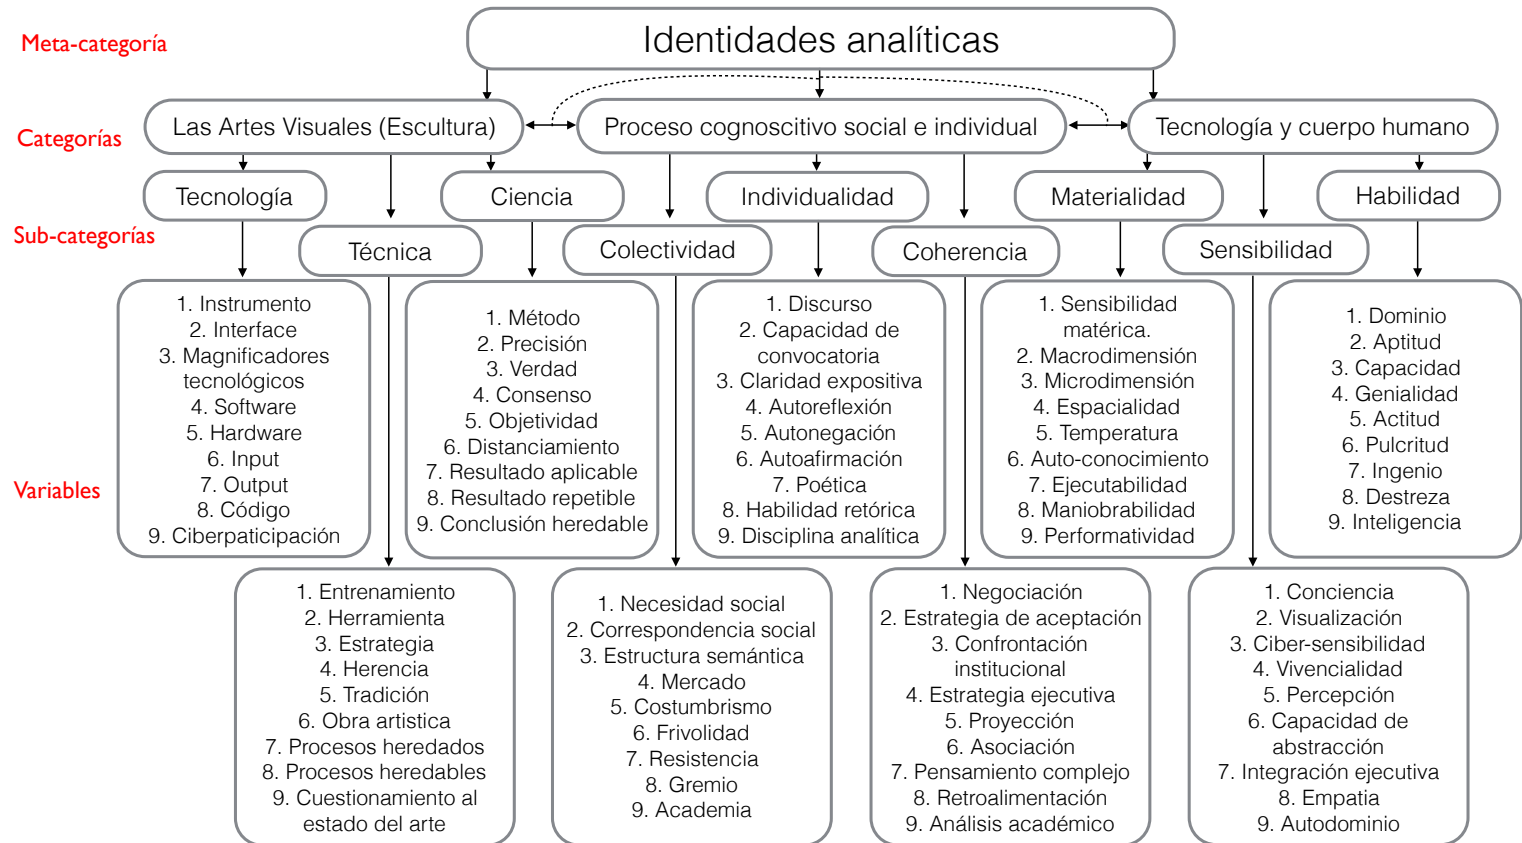 Meta-categoría
Identidades analíticas
Categorías
Las Artes Visuales (Escultura)
Proceso cognoscitivo social e individual
Tecnología y cuerpo humano
Sub-categorías
Tecnología
Ciencia
Individualidad
Materialidad
Habilidad
Técnica
Colectividad
Coherencia
Sensibilidad
Variables
1. Instrumento
2. Interface
3. Magnificadores
tecnológicos
4. Software
5. Hardware
6. Input
7. Output
8. Código
9. Ciberpaticipación
1. Método
2. Precisión
3. Verdad
4. Consenso
5. Objetividad
6. Distanciamiento
7. Resultado aplicable
8. Resultado repetible
9. Conclusión heredable
1. Discurso
2. Capacidad de
convocatoria
3. Claridad expositiva
4. Autoreflexión
5. Autonegación
6. Autoafirmación
7. Poética
8. Habilidad retórica
9. Disciplina analítica
1. Sensibilidad
matérica.
2. Macrodimensión
3. Microdimensión
4. Espacialidad
5. Temperatura
6. Auto-conocimiento
7. Ejecutabilidad
8. Maniobrabilidad
9. Performatividad
1. Dominio
2. Aptitud
3. Capacidad
4. Genialidad
5. Actitud
6. Pulcritud
7. Ingenio
8. Destreza
9. Inteligencia
1. Entrenamiento
2. Herramienta
3. Estrategia
4. Herencia
5. Tradición
6. Obra artistica
7. Procesos heredados
8. Procesos heredables
9. Cuestionamiento al
estado del arte
1. Necesidad social
2. Correspondencia social
3. Estructura semántica
4. Mercado
5. Costumbrismo
6. Frivolidad
7. Resistencia
8. Gremio
9. Academia
1. Negociación
2. Estrategia de aceptación
3. Confrontación
institucional
4. Estrategia ejecutiva
5. Proyección
6. Asociación
7. Pensamiento complejo
8. Retroalimentación
9. Análisis académico
1. Conciencia
2. Visualización
3. Ciber-sensibilidad
4. Vivencialidad
5. Percepción
6. Capacidad de
abstracción
7. Integración ejecutiva
8. Empatia
9. Autodominio